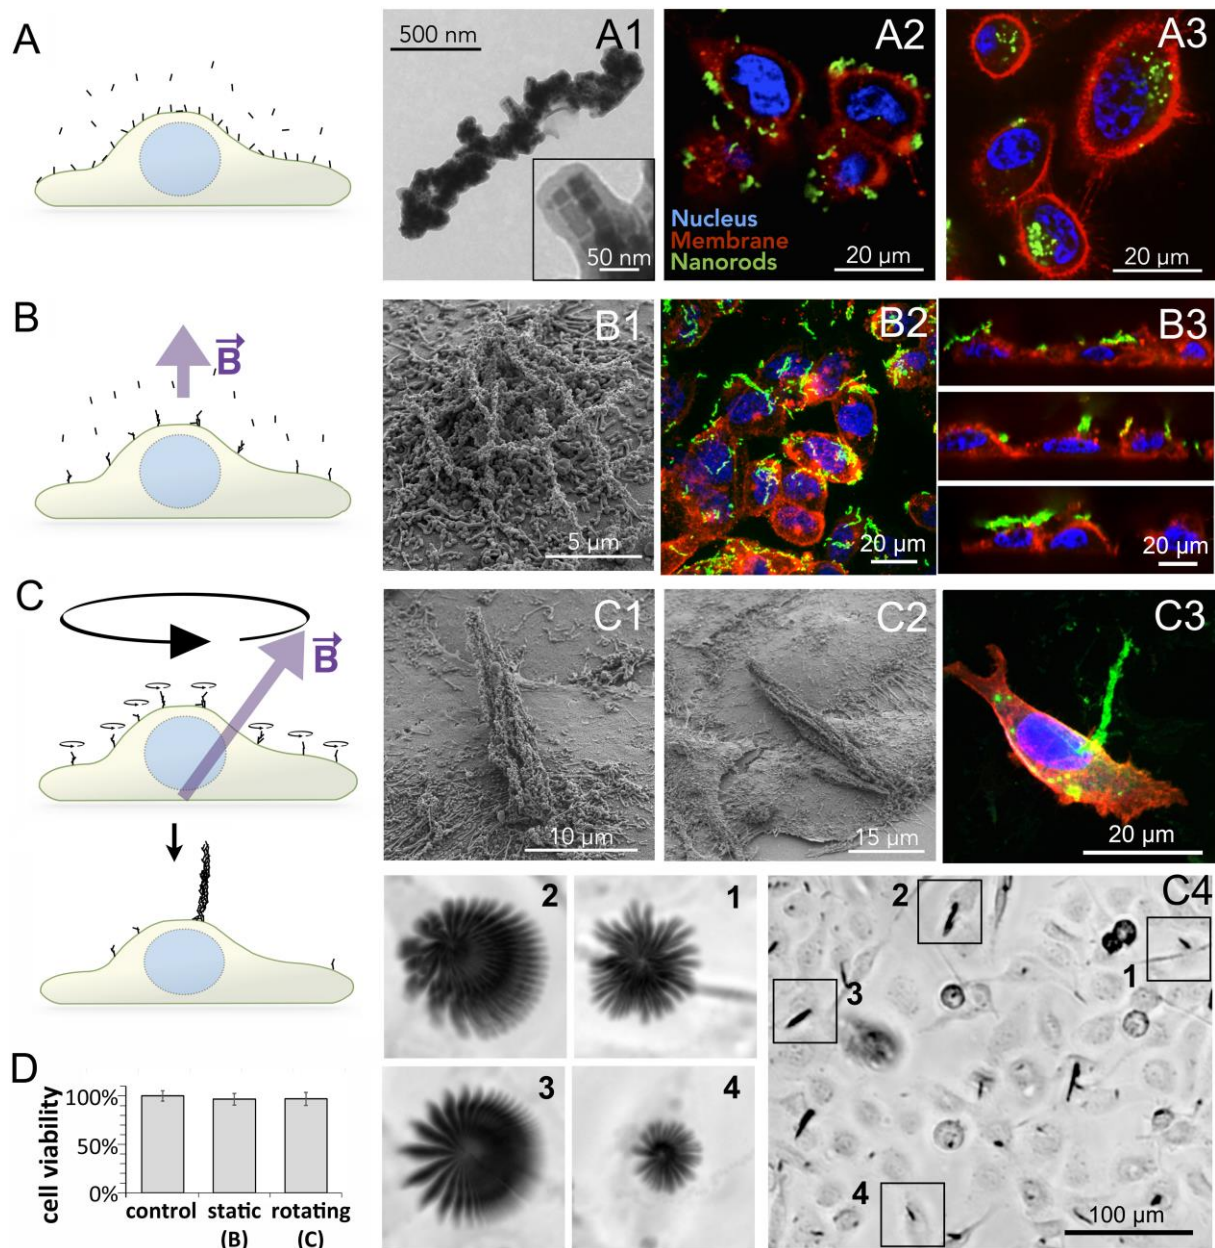 A
A1
500 nm
50 nm
A2
Nucleus
Membrane
Nanorods
20 µm
A3
20 µm
B
B
B1
5 µm
B2
20 µm
B3
20 µm
C
B
C1
10 µm
C2
15 µm
C3
20 µm
2
1
3
4
C4
2
1
3
4
100 µm
D
cell viability
100%
50%
0%
control
static
(B)
rotating
(C)